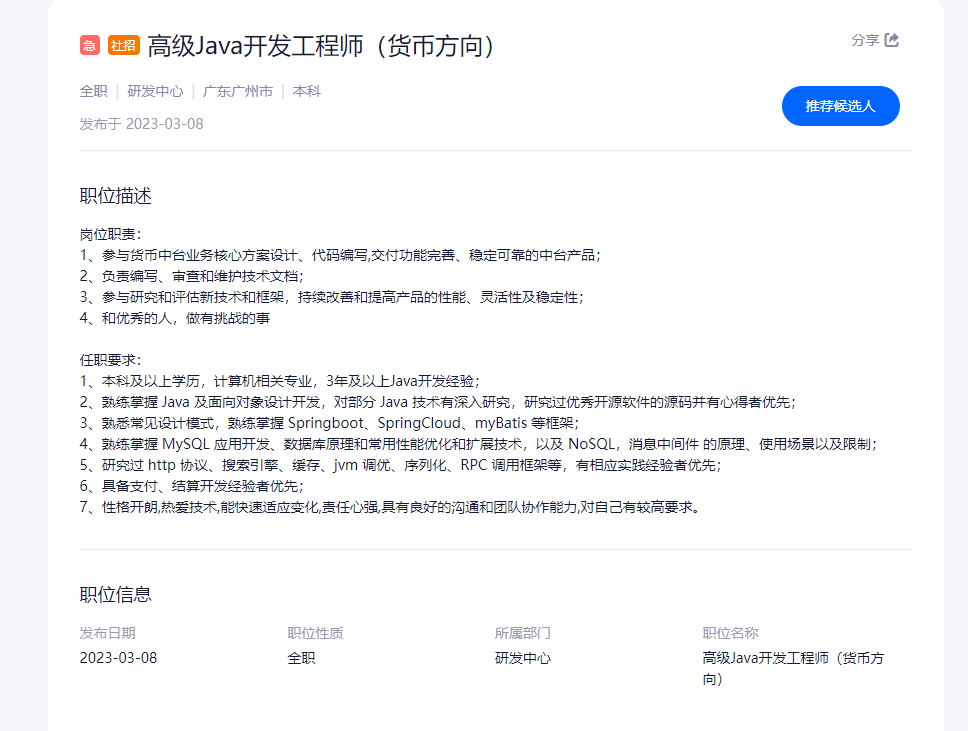 急 社招 高级Java开发工程师（货币方向） 分享
全职 | 研发中心 | 广东广州市 | 本科
推荐候选人
发布于 2023-03-08
职位描述
岗位职责：
1、参与货币中台业务核心方案设计、代码编写,交付功能完善、稳定可靠的中台产品；
2、负责编写、审查和维护技术文档；
3、参与研究和评估新技术和框架，持续改善和提高产品的性能、灵活性及稳定性；
4、和优秀的人，做有挑战的事
任职要求：
1、本科及以上学历，计算机相关专业，3年及以上Java开发经验；
2、熟练掌握 Java 及面向对象设计开发，对部分 Java 技术有深入研究，研究过优秀开源软件的源码并有心得者优先；
3、熟悉常见设计模式，熟练掌握 Springboot、SpringCloud、myBatis 等框架；
4、熟练掌握 MySQL 应用开发、数据库原理和常用性能优化和扩展技术，以及 NoSQL，消息中间件 的原理、使用场景以及限制；
5、研究过 http 协议、搜索引擎、缓存、jvm 调优、序列化、RPC 调用框架等，有相应实践经验者优先；
6、具备支付、结算开发经验者优先；
7、性格开朗,热爱技术,能快速适应变化,责任心强,具有良好的沟通和团队协作能力,对自己有较高要求。
职位信息
发布日期 职位性质 所属部门 职位名称
2023-03-08 全职 研发中心 高级Java开发工程师（货币方
向）